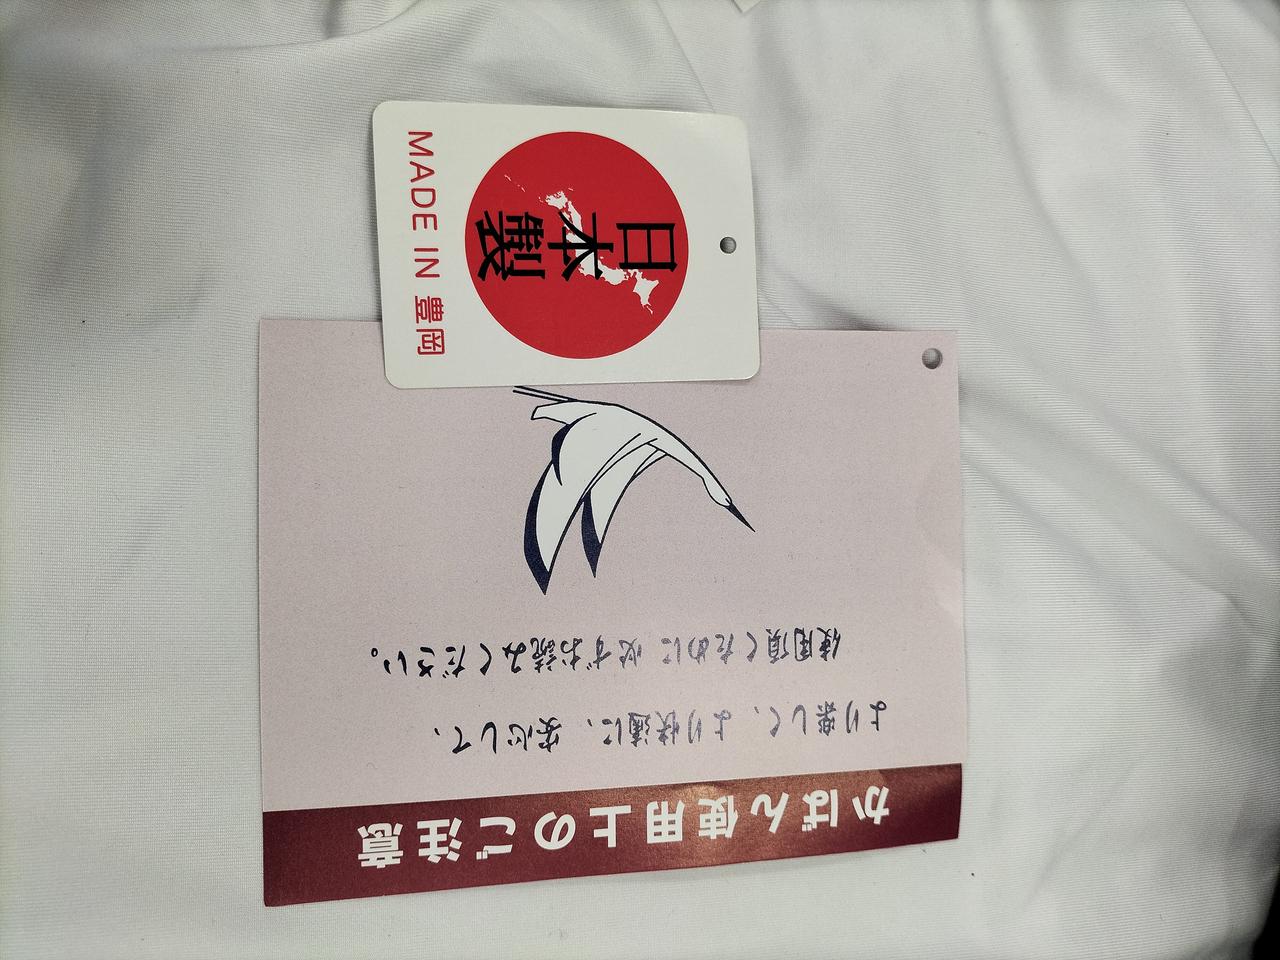 日本製
MADE IN 豊岡
かばん使用上のご注意
より楽しく、より快適に、安心して、
使用頂くために必ずお読みください。